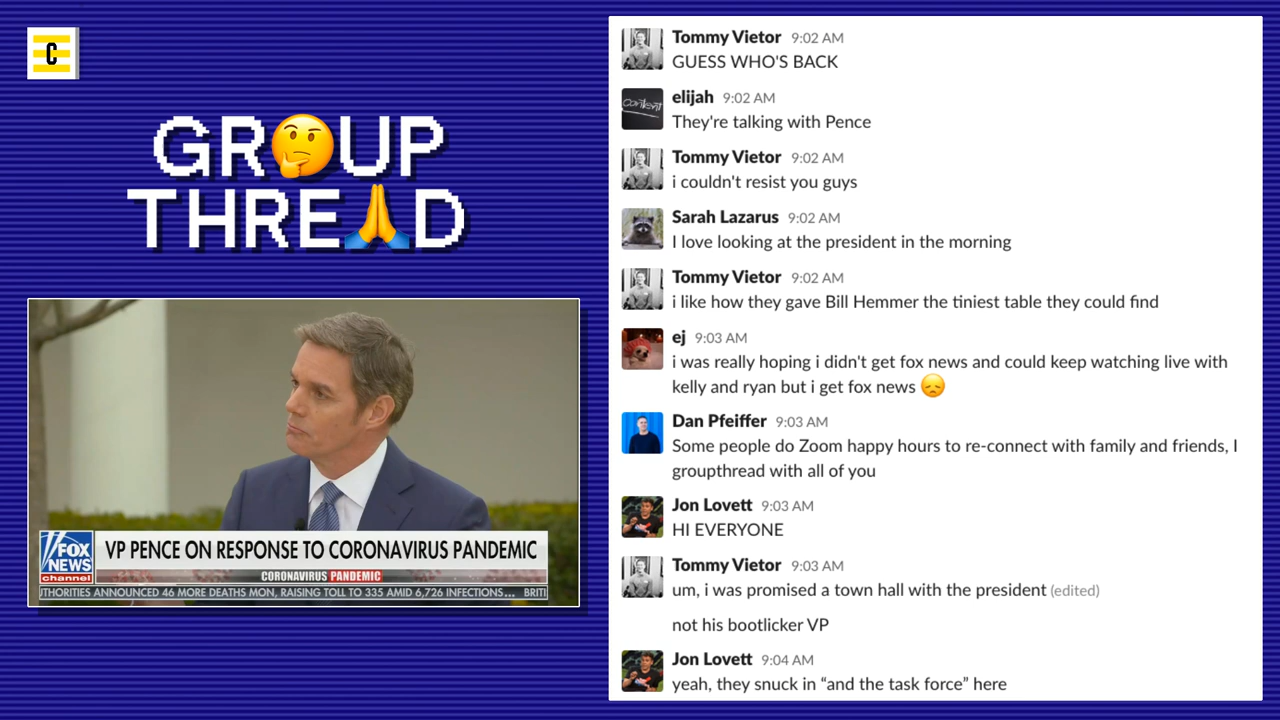 C
GR🤔UP
THRE🙏D
FOX
NEWS
channel
VP PENCE ON RESPONSE TO CORONAVIRUS PANDEMIC
CORONAVIRUS PANDEMIC
UTHORITIES ANNOUNCED 46 MORE DEATHS MON, RAISING TOLL TO 335 AMID 6,726 INFECTIONS... BRITI
Tommy Vietor 9:02 AM
GUESS WHO'S BACK
content
elijah 9:02 AM
They're talking with Pence
Tommy Vietor 9:02 AM
i couldn't resist you guys
Sarah Lazarus 9:02 AM
I love looking at the president in the morning
Tommy Vietor 9:02 AM
i like how they gave Bill Hemmer the tiniest table they could find
ej 9:03 AM
i was really hoping i didn't get fox news and could keep watching live with
kelly and ryan but i get fox news 😞
Dan Pfeiffer 9:03 AM
Some people do Zoom happy hours to re-connect with family and friends, I
groupthread with all of you
Jon Lovett 9:03 AM
HI EVERYONE
Tommy Vietor 9:03 AM
um, i was promised a town hall with the president (edited)
not his bootlicker VP
Jon Lovett 9:04 AM
yeah, they snuck in “and the task force” here